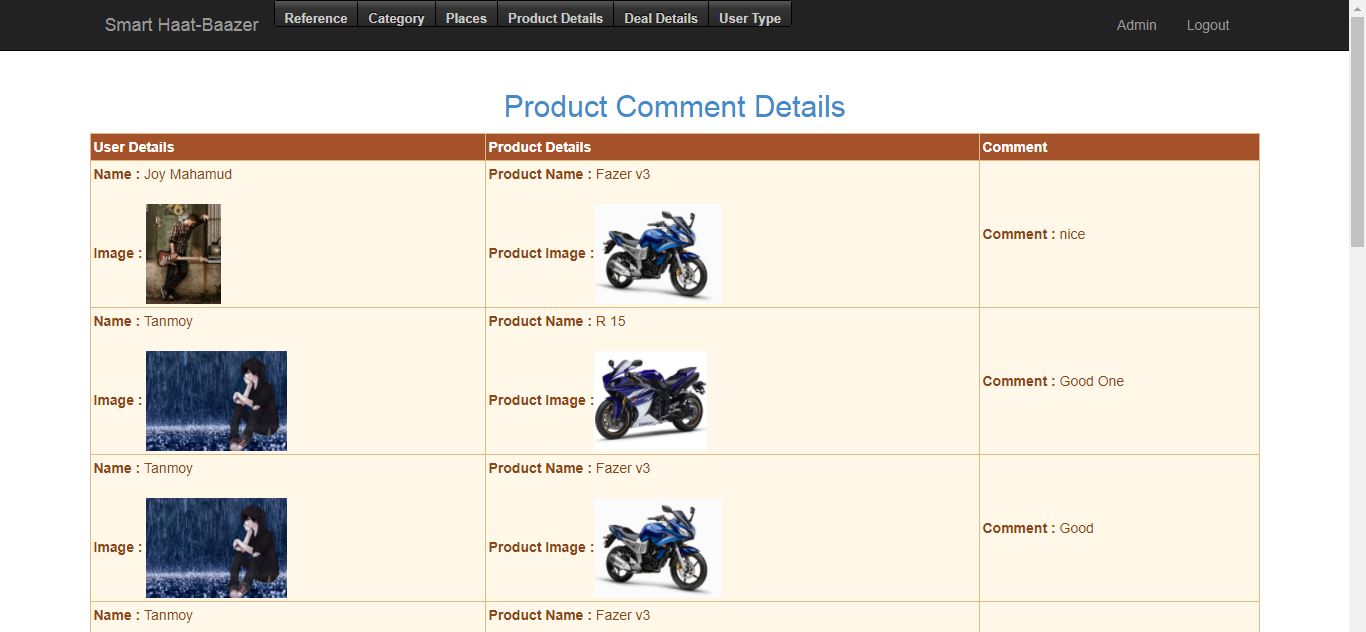 Smart Haat-Baazer Reference Category Places Product Details Deal Details User Type Admin Logout
Product Comment Details
User Details Product Details Comment
Name : Joy Mahamud Product Name : Fazer v3
Image : Product Image : Comment : nice
Name : Tanmoy Product Name : R 15
Image : Product Image : Comment : Good One
Name : Tanmoy Product Name : Fazer v3
Image : Product Image : Comment : Good
Name : Tanmoy Product Name : Fazer v3